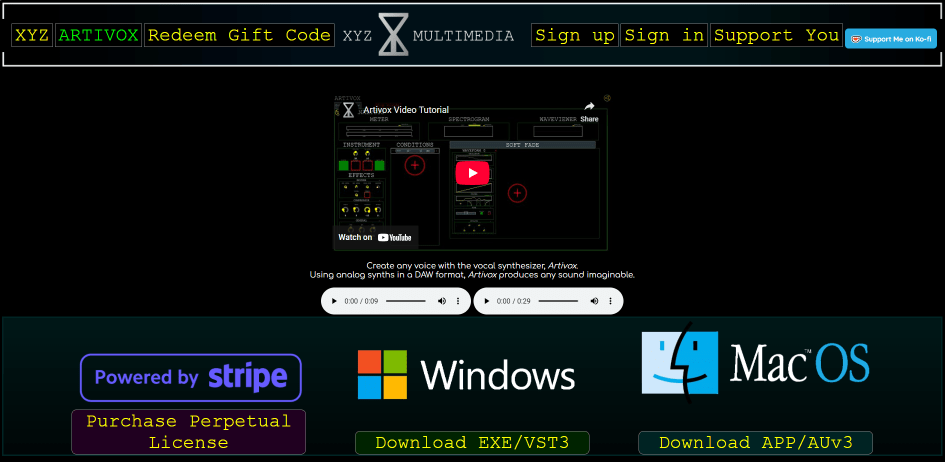 XYZ ARTIVOX Redeem Gift Code XYZ MULTIMEDIA Sign up Sign in Support You Support Me on Ko-fi
ARTIVOX
Artivox Video Tutorial
Share
METER SPECTROGRAM WAVEVIEWER
INSTRUMENT CONDITIONS SOFT FADE
EFFECTS
Watch on YouTube
Create any voice with the vocal synthesizer, Artivox.
Using analog synths in a DAW format, Artivox produces any sound imaginable.
0:00 / 0:09 0:00 / 0:29
Powered by stripe
Windows
Mac™ OS
Purchase Perpetual
License
Download EXE/VST3
Download APP/AUv3